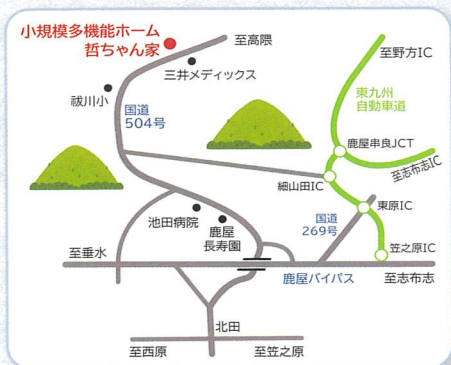 小規模多機能ホーム
哲ちゃん家
至高隈
三井メディックス
祓川小
国道
504号
至野方IC
東九州
自動車道
鹿屋串良JCT
至志布志IC
細山田IC
東原IC
国道
269号
池田病院
鹿屋
長寿園
笠之原IC
至垂水
鹿屋バイパス
至志布志
北田
至西原
至笠之原